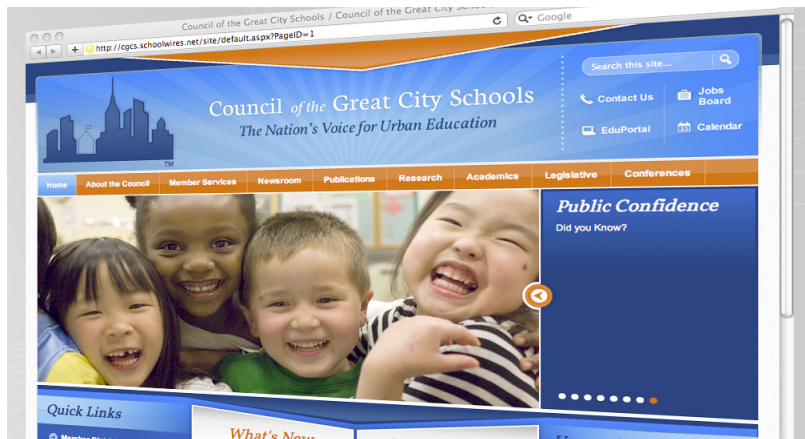 Council of the Great City Schools / Council of the Great City
http://cgcs.schoolwires.net/site/default.aspx?PageID=1
Google
Search this site...
Council of the Great City Schools
The Nation's Voice for Urban Education
TM
Contact Us
Jobs Board
EduPortal
Calendar
Home
About the Council
Member Services
Newsroom
Publications
Research
Academics
Legislative
Conferences
Public Confidence
Did you Know?
Quick Links
What's New